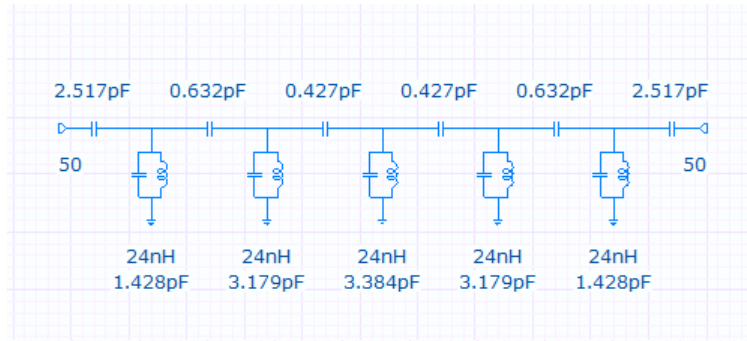 2.517pF 0.632pF 0.427pF 0.427pF 0.632pF 2.517pF
50 50
24nH 24nH 24nH 24nH 24nH
1.428pF 3.179pF 3.384pF 3.179pF 1.428pF